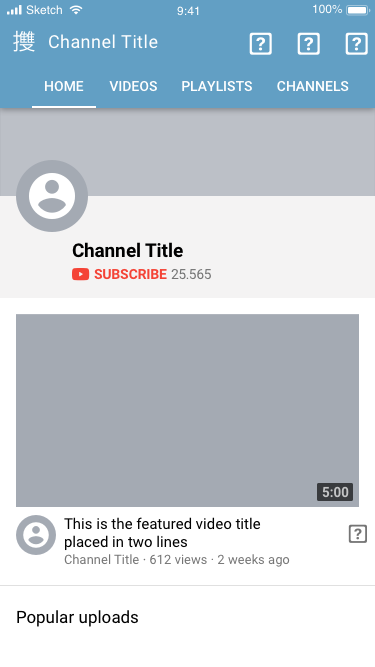 Sketch 9:41 100%
Channel Title
HOME VIDEOS PLAYLISTS CHANNELS
Channel Title
SUBSCRIBE 25.565
5:00
This is the featured video title
placed in two lines
Channel Title · 612 views · 2 weeks ago
Popular uploads